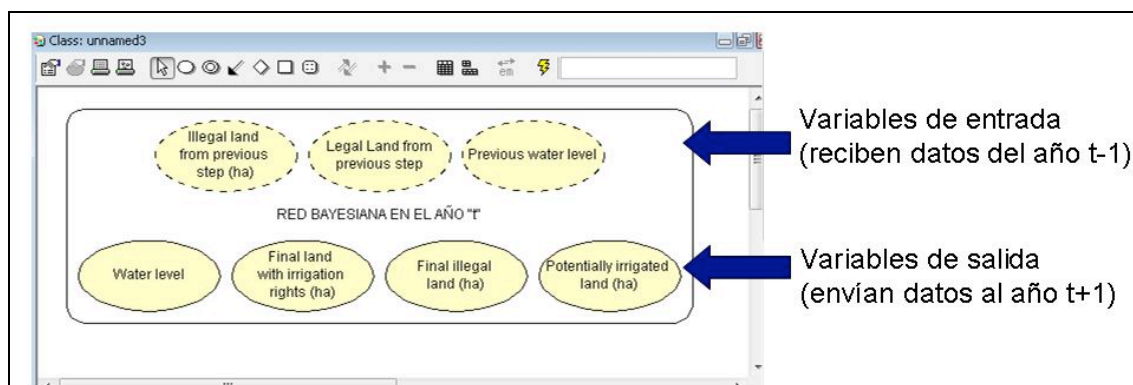 Class: unnamed3
em
Illegal land
from previous
step (ha)
Legal Land from
previous step
Previous water level
Variables de entrada
(reciben datos del año t-1)
RED BAYESIANA EN EL AÑO "t"
Water level
Final land
with irrigation
rights (ha)
Final illegal
land (ha)
Potentially irrigated
land (ha)
Variables de salida
(envían datos al año t+1)